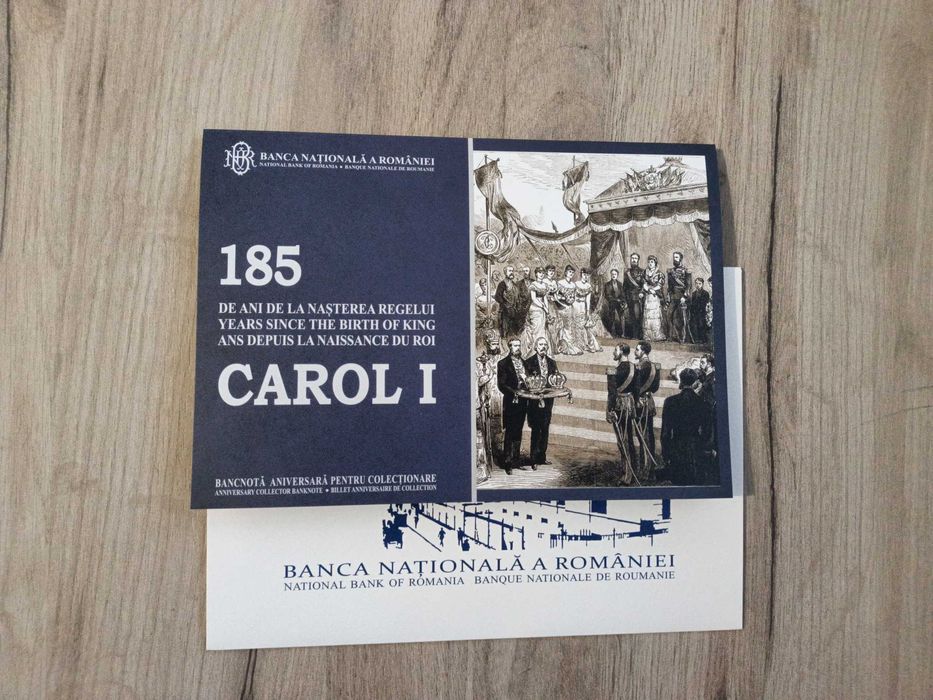 BANCA NAȚIONALĂ A ROMÂNIEI
NATIONAL BANK OF ROMANIA • BANQUE NATIONALE DE ROUMANIE
185
DE ANI DE LA NAȘTEREA REGELUI
YEARS SINCE THE BIRTH OF KING
ANS DEPUIS LA NAISSANCE DU ROI
CAROL I
BANCNOTĂ ANIVERSARĂ PENTRU COLECȚIONARE
ANNIVERSARY COLLECTOR BANKNOTE • BILLET ANNIVERSAIRE DE COLLECTION
BANCA NAȚIONALĂ A ROMÂNIEI
NATIONAL BANK OF ROMANIA BANQUE NATIONALE DE ROUMANIE